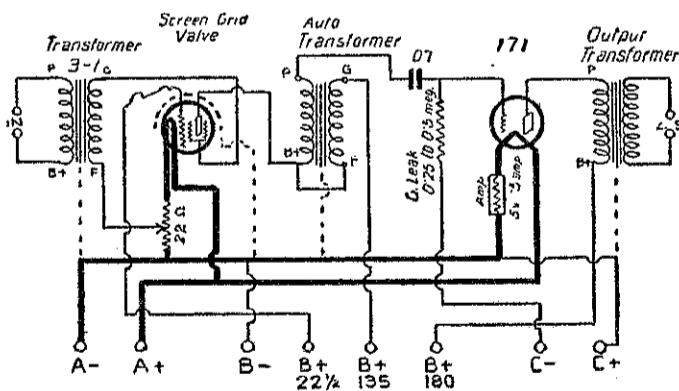 Screen Grid
Valve
Auto
Transformer
171
Output
Transformer
Transformer
3-1
P
G
B+
F
22 Ω
P
G
B+
F
.07
G. Leak
0.25 to 0.5 meg.
Amp
P
B+
A-
A+
B-
B+
22½
B+
135
B+
180
C-
C+